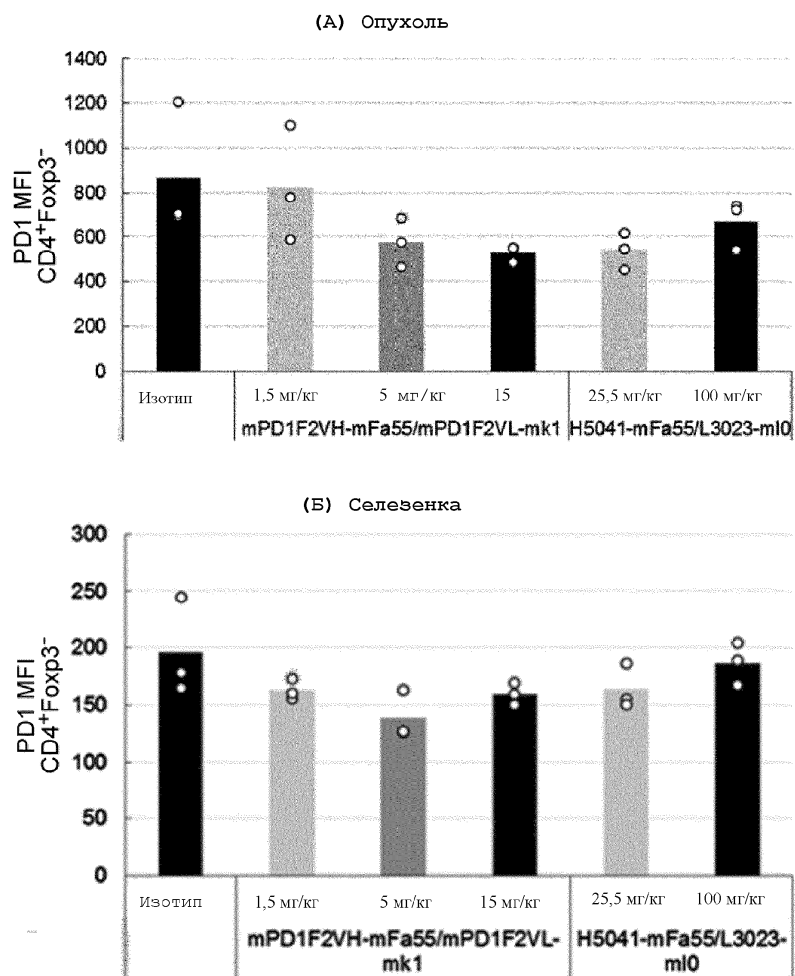 (А) Опухоль
1400
1200
1000
800
600
400
200
0
PD1 MFI
CD4⁺Foxp3⁻
Изотип
1,5 мг/кг
5 мг/кг
15
25,5 мг/кг
100 мг/кг
mPD1F2VH-mFa55/mPD1F2VL-mk1
H5041-mFa55/L3023-ml0
(Б) Селезенка
300
250
200
150
100
50
0
PD1 MFI
CD4⁺Foxp3⁻
Изотип
1,5 мг/кг
5 мг/кг
15 мг/кг
25,5 мг/кг
100 мг/кг
mPD1F2VH-mFa55/mPD1F2VL-
mk1
H5041-mFa55/L3023-
ml0